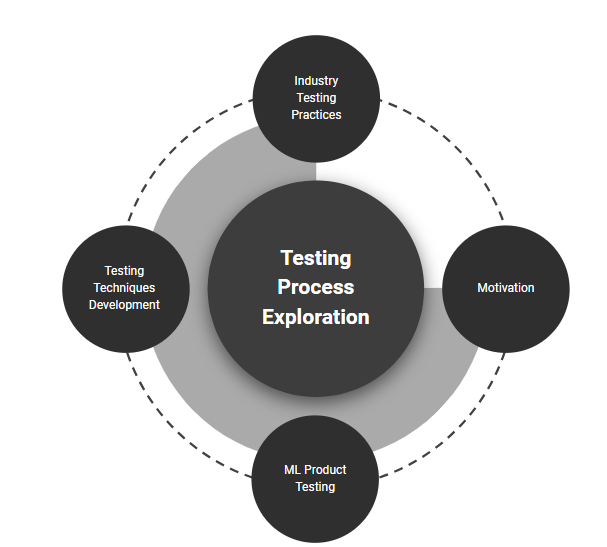 Industry
Testing
Practices
Testing
Process
Exploration
Testing
Techniques
Development
Motivation
ML Product
Testing